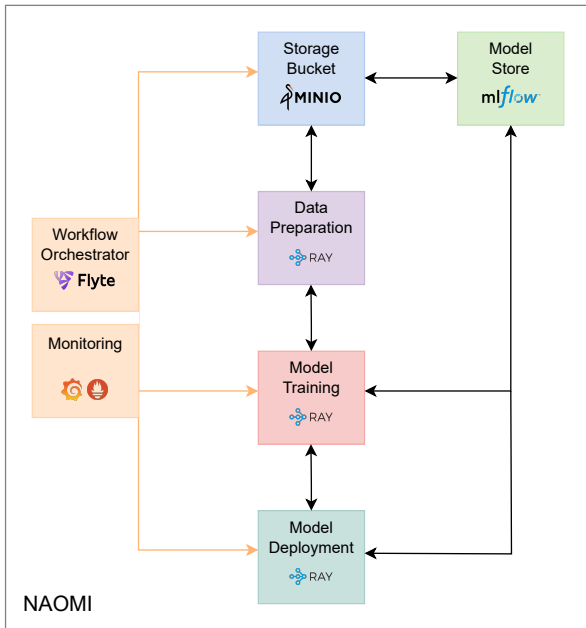 Storage
Bucket
MINIO
Model
Store
mlflow
Data
Preparation
RAY
Workflow
Orchestrator
Flyte
Monitoring
Model
Training
RAY
Model
Deployment
RAY
NAOMI